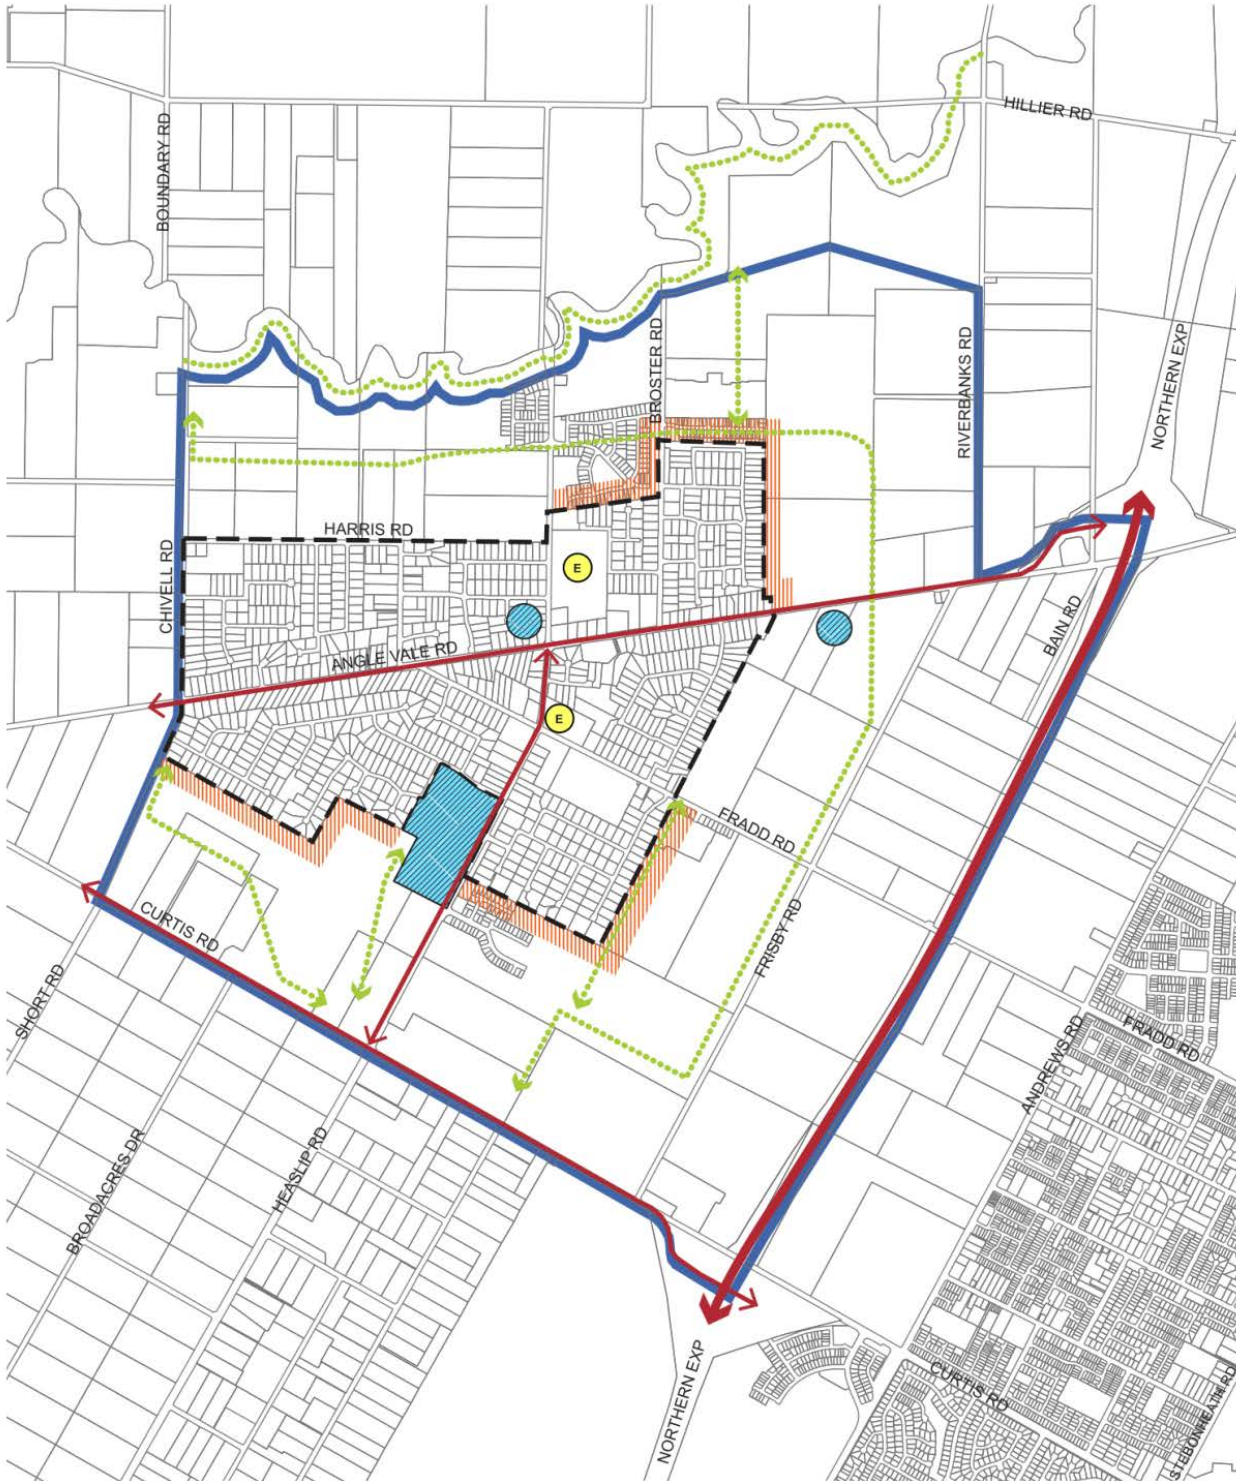 HILLIER RD
BOUNDARY RD
NORTHERN EXP
BROSTER RD
RIVERBANKS RD
HARRIS RD
CHIVELL RD
E
BAIN RD
ANGLE VALE RD
E
FRADD RD
CURTIS RD
FRISBY RD
SHORT RD
FRADD RD
ANDREWS RD
HEASLIP RD
BROADACRES DR
NORTHERN EXP
CURTIS RD
STEBONHEATH RD